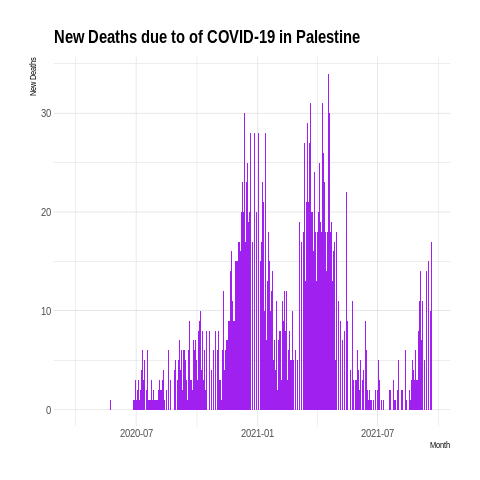 New Deaths due to of COVID-19 in Palestine
New Deaths
30
20
10
0
2020-07
2021-01
2021-07
Month